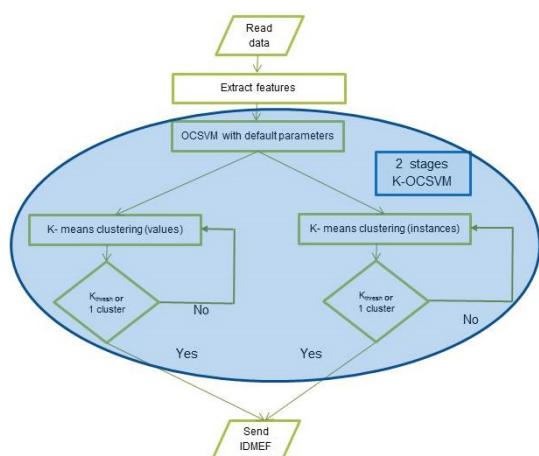 Read
data
Extract features
OCSVM with default parameters
2 stages
K-OCSVM
K- means clustering (values)
K- means clustering (instances)
Kthresh or
1 cluster
No
Kthresh or
1 cluster
No
Yes
Yes
Send
IDMEF